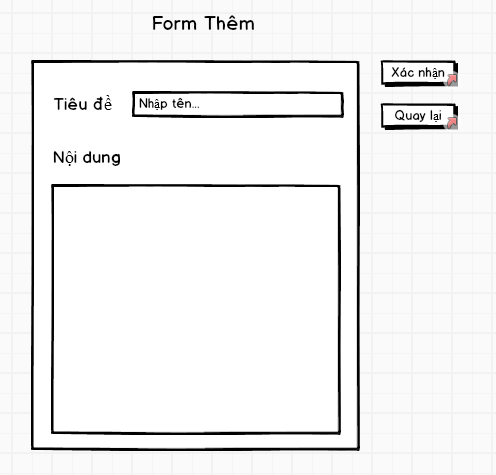 Form Thêm
Xác nhận
Tiêu đề
Nhập tên...
Quay lại
Nội dung